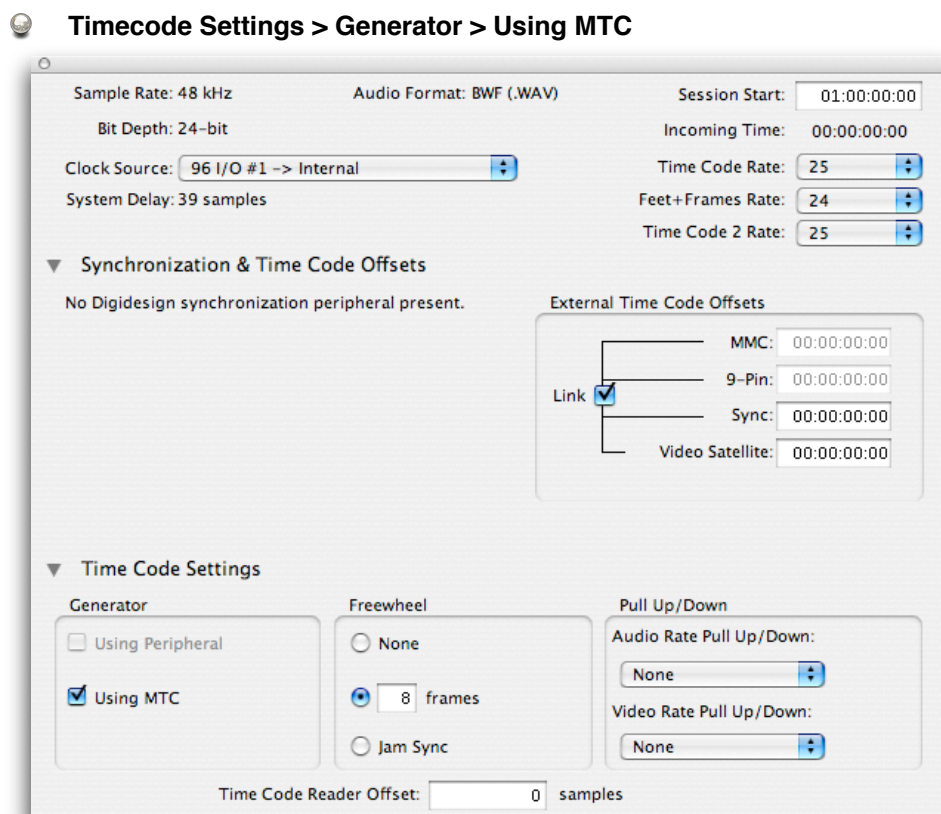 Timecode Settings > Generator > Using MTC
Sample Rate: 48 kHz
Audio Format: BWF (.WAV)
Session Start: 01:00:00:00
Bit Depth: 24-bit
Incoming Time: 00:00:00:00
Clock Source: 96 I/O #1 -> Internal
Time Code Rate: 25
System Delay: 39 samples
Feet+Frames Rate: 24
Time Code 2 Rate: 25
Synchronization & Time Code Offsets
No Digidesign synchronization peripheral present.
External Time Code Offsets
MMC: 00:00:00:00
9-Pin: 00:00:00:00
Link
Sync: 00:00:00:00
Video Satellite: 00:00:00:00
Time Code Settings
Generator
Using Peripheral
Using MTC
Freewheel
None
8 frames
Jam Sync
Pull Up/Down
Audio Rate Pull Up/Down:
None
Video Rate Pull Up/Down:
None
Time Code Reader Offset: 0 samples